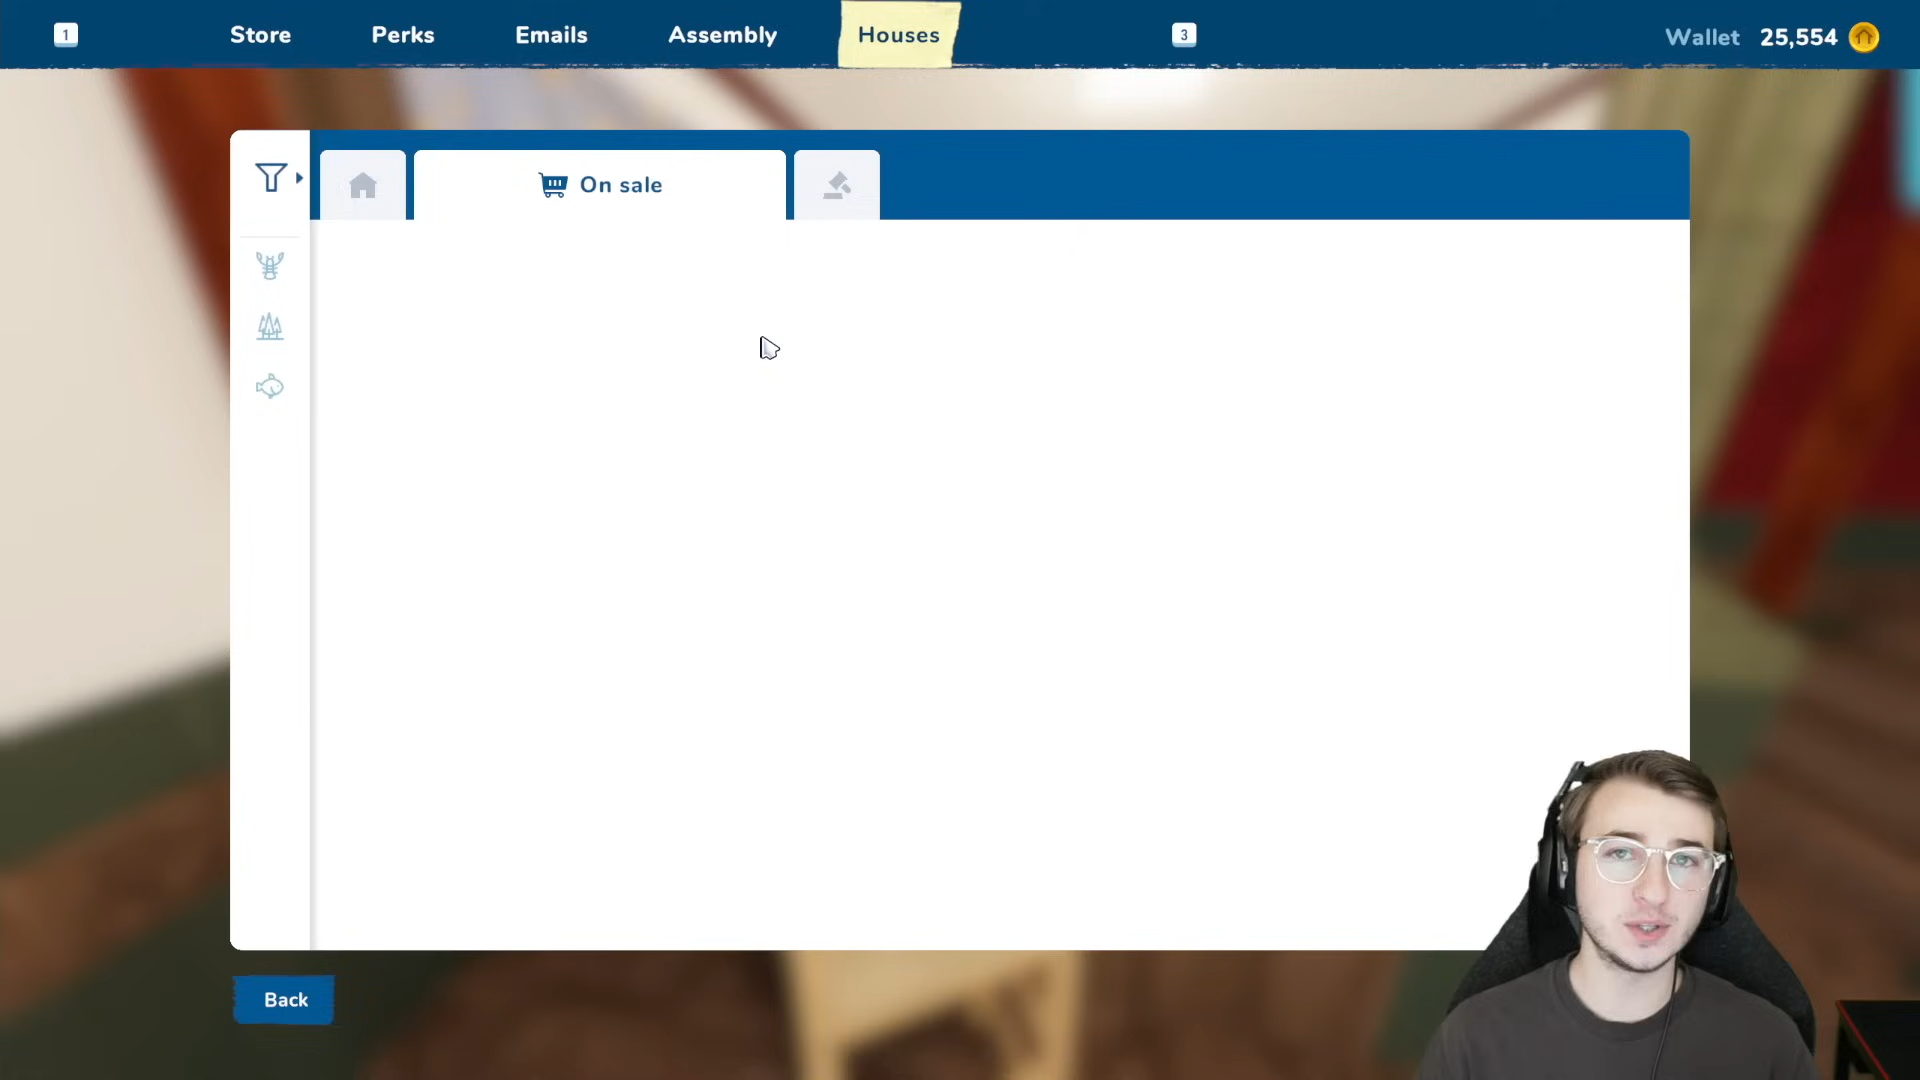 1
Store
Perks
Emails
Assembly
Houses
3
Wallet 25,554
On sale
Back